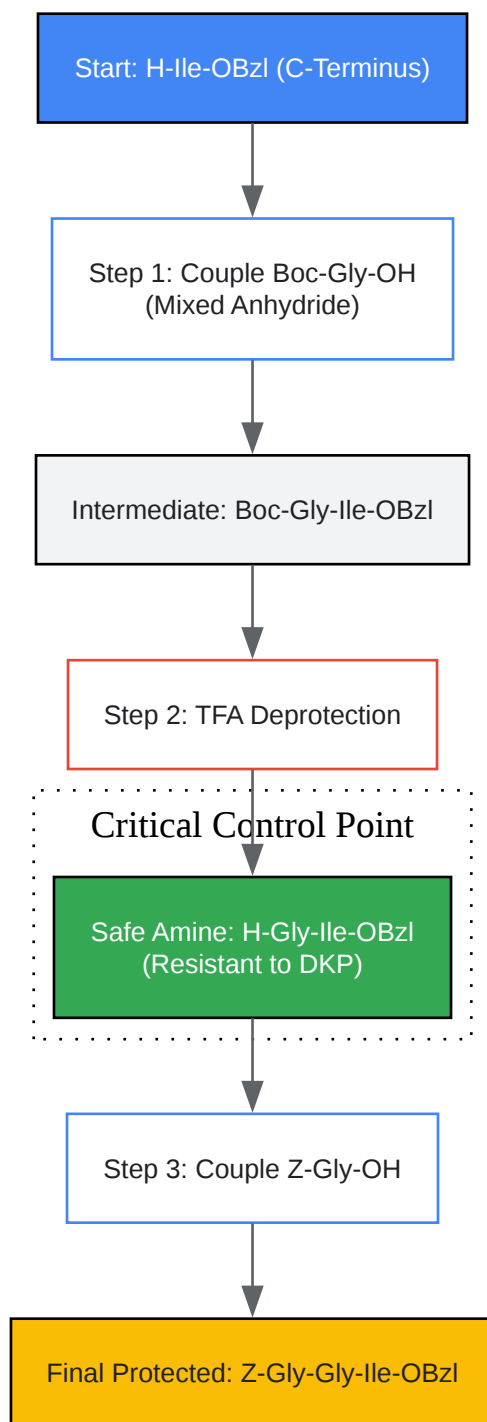 Start: H-Ile-OBzl (C-Terminus)
Step 1: Couple Boc-Gly-OH
(Mixed Anhydride)
Intermediate: Boc-Gly-Ile-OBzl
Step 2: TFA Deprotection
Critical Control Point
Safe Amine: H-Gly-Ile-OBzl
(Resistant to DKP)
Step 3: Couple Z-Gly-OH
Final Protected: Z-Gly-Gly-Ile-OBzl